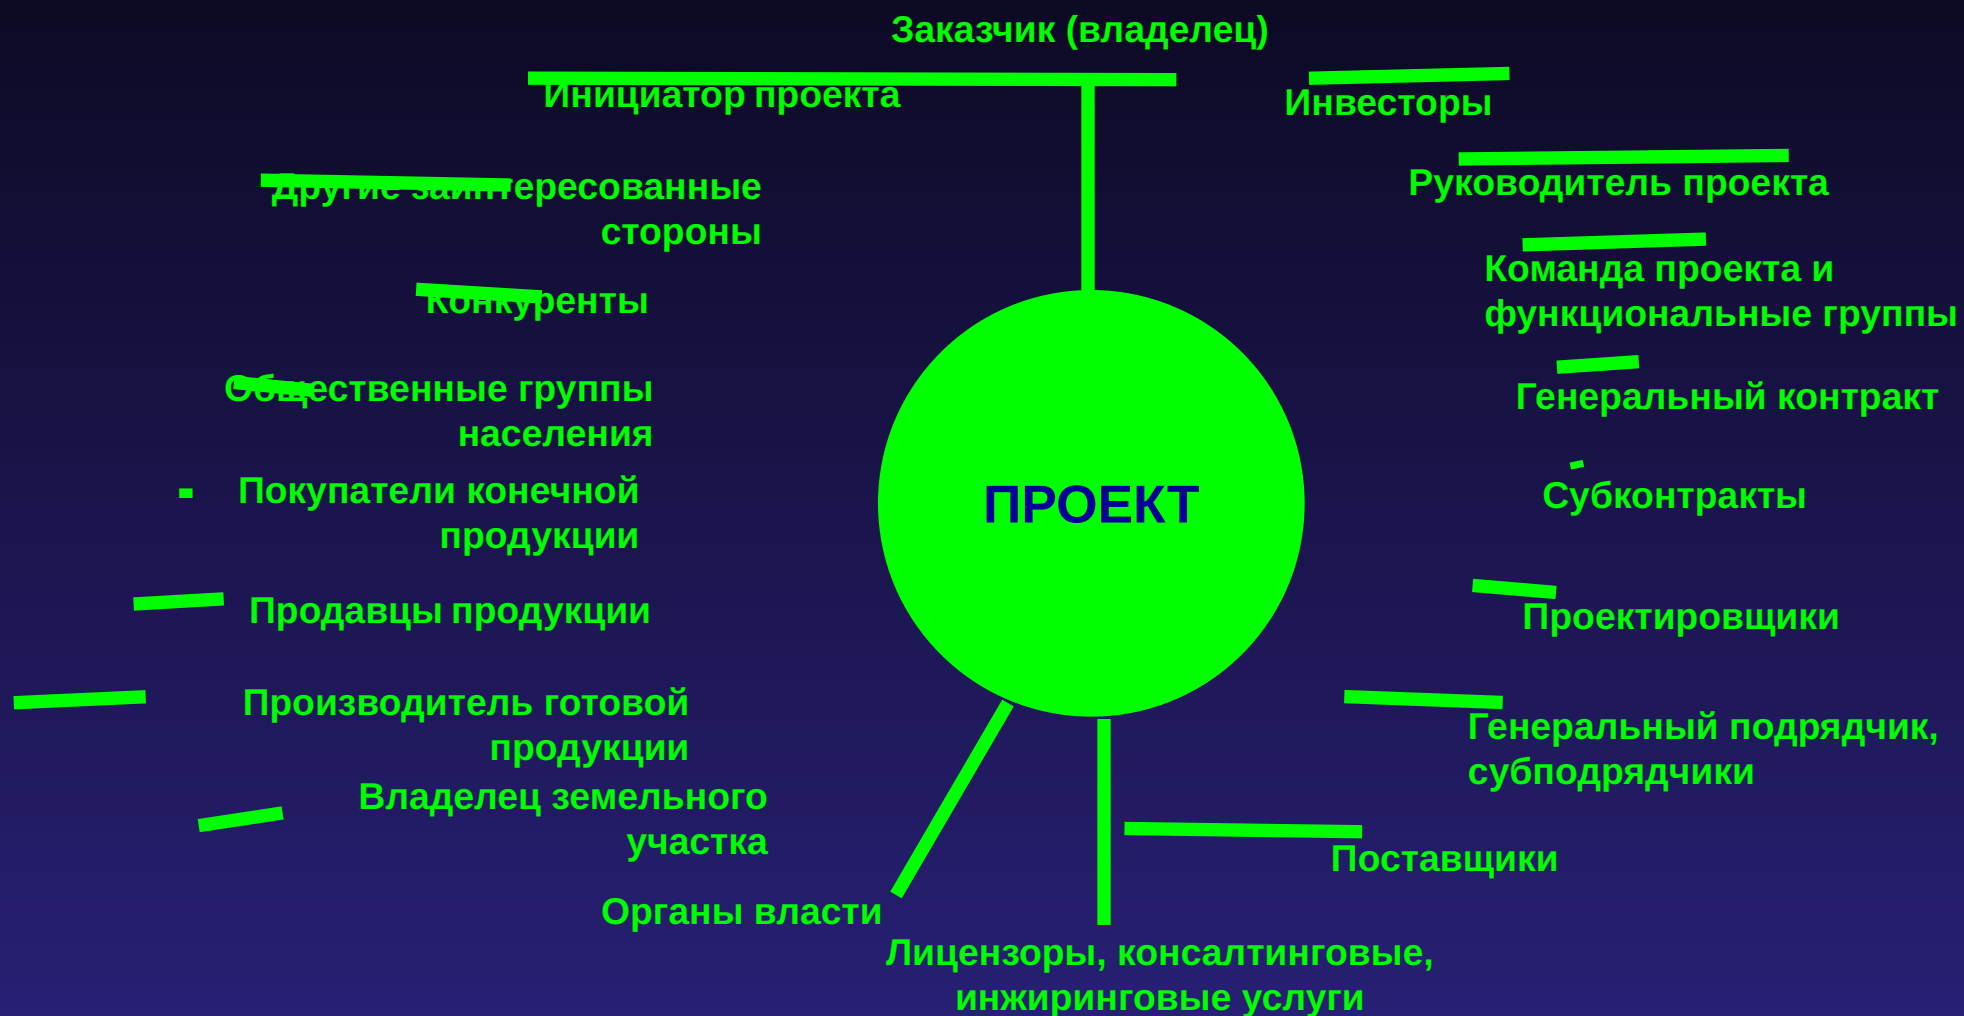 Заказчик (владелец)
Инициатор проекта
Инвесторы
Другие заинтересованные
стороны
Руководитель проекта
Конкуренты
Команда проекта и
функциональные группы
Общественные группы
населения
Генеральный контракт
Покупатели конечной
продукции
ПРОЕКТ
Субконтракты
Продавцы продукции
Проектировщики
Производитель готовой
продукции
Генеральный подрядчик,
субподрядчики
Владелец земельного
участка
Поставщики
Органы власти
Лицензоры, консалтинговые,
инжиринговые услуги